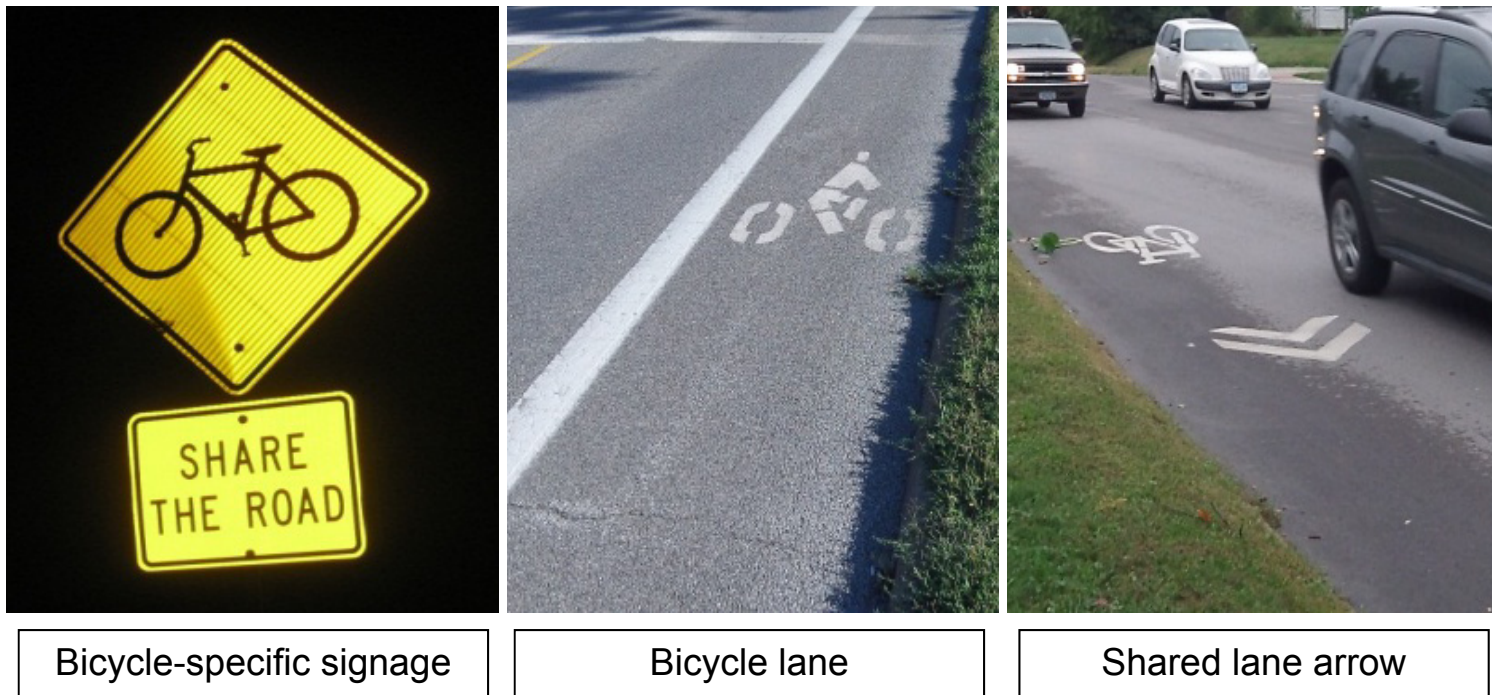 SHARE
THE ROAD
Bicycle-specific signage
Bicycle lane
Shared lane arrow